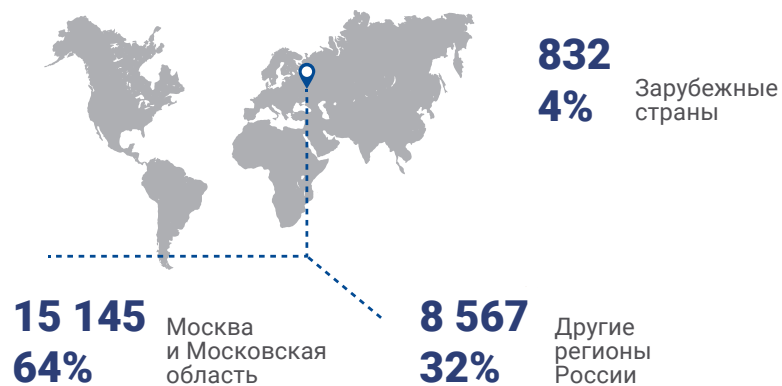 832
4%
Зарубежные
страны
15 145
64%
Москва
и Московская
область
8 567
32%
Другие
регионы
России